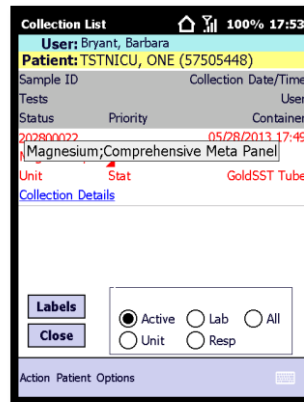 Collection List 100% 17:53
User: Bryant, Barbara
Patient: TSTNICU, ONE (57505448)
Sample ID Collection Date/Time
Tests User
Status Priority Container
202800022 05/28/2013 17:49
Magnesium;Comprehensive Meta Panel
Unit Stat GoldSST Tube
Collection Details
Labels
Active Lab All
Close
Unit Resp
Action Patient Options